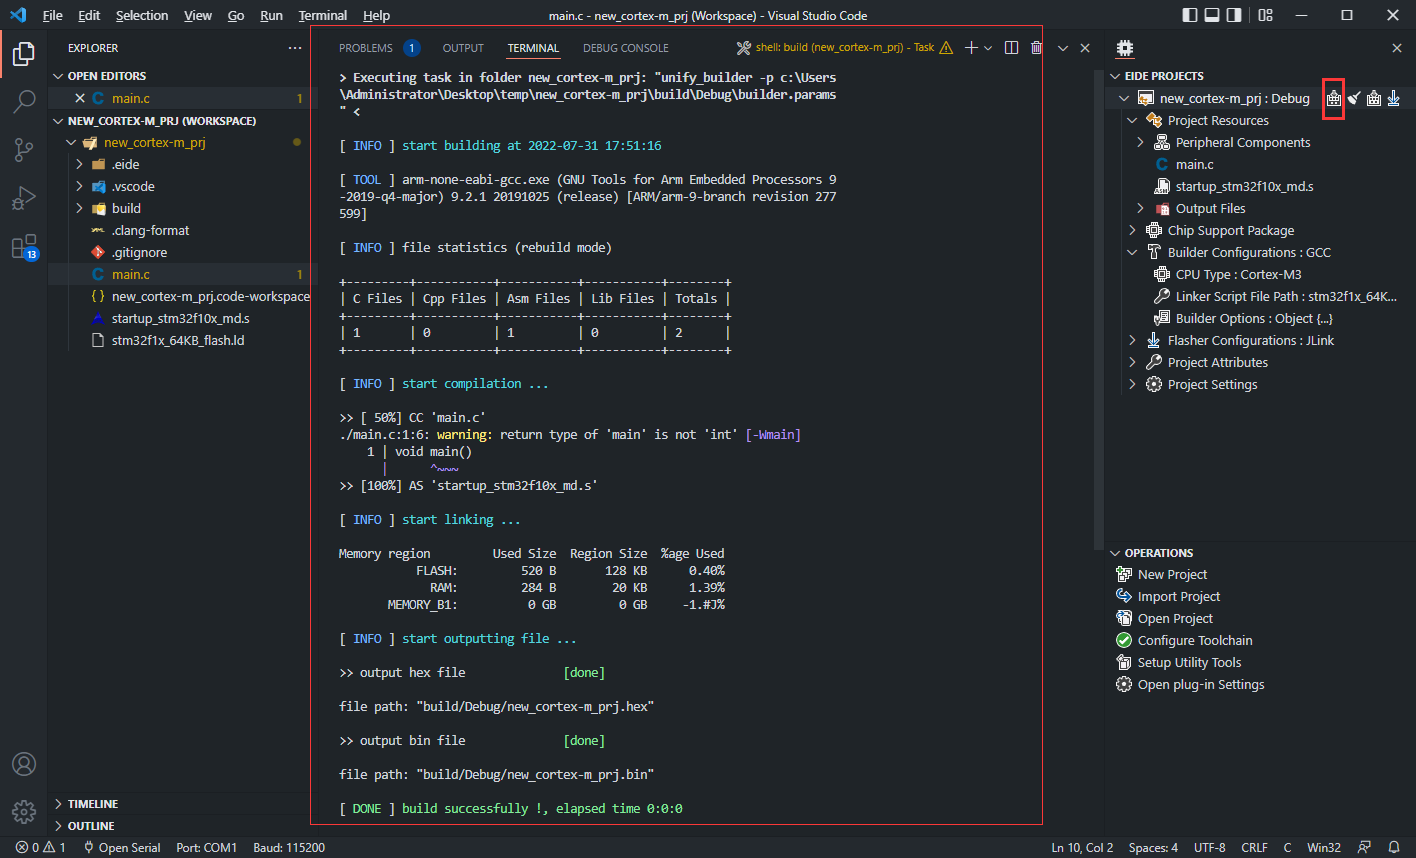 File Edit Selection View Go Run Terminal Help
main.c - new_cortex-m_prj (Workspace) - Visual Studio Code
EXPLORER
OPEN EDITORS
main.c 1
NEW_CORTEX-M_PRJ (WORKSPACE)
new_cortex-m_prj
.eide
.vscode
build
.clang-format
.gitignore
main.c 1
new_cortex-m_prj.code-workspace
startup_stm32f10x_md.s
stm32f1x_64KB_flash.ld
13
TIMELINE
OUTLINE
PROBLEMS 1 OUTPUT TERMINAL DEBUG CONSOLE
shell: build (new_cortex-m_prj) - Task
> Executing task in folder new_cortex-m_prj: "unify_builder -p c:\Users
\Administrator\Desktop\temp\new_cortex-m_prj\build\Debug\builder.params
" <
[ INFO ] start building at 2022-07-31 17:51:16
[ TOOL ] arm-none-eabi-gcc.exe (GNU Tools for Arm Embedded Processors 9
-2019-q4-major) 9.2.1 20191025 (release) [ARM/arm-9-branch revision 277
599]
[ INFO ] file statistics (rebuild mode)
+---------+-----------+-----------+-----------+--------+
| C Files | Cpp Files | Asm Files | Lib Files | Totals |
+---------+-----------+-----------+-----------+--------+
| 1       | 0         | 1         | 0         | 2      |
+---------+-----------+-----------+-----------+--------+
[ INFO ] start compilation ...
>> [ 50%] CC 'main.c'
./main.c:1:6: warning: return type of 'main' is not 'int' [-Wmain]
1 | void main()
|      ^~~~
>> [100%] AS 'startup_stm32f10x_md.s'
[ INFO ] start linking ...
Memory region Used Size Region Size %age Used
FLASH: 520 B 128 KB 0.40%
RAM: 284 B 20 KB 1.39%
MEMORY_B1: 0 GB 0 GB -1.#J%
[ INFO ] start outputting file ...
>> output hex file [done]
file path: "build/Debug/new_cortex-m_prj.hex"
>> output bin file [done]
file path: "build/Debug/new_cortex-m_prj.bin"
[ DONE ] build successfully !, elapsed time 0:0:0
EIDE PROJECTS
new_cortex-m_prj : Debug
Project Resources
Peripheral Components
main.c
startup_stm32f10x_md.s
Output Files
Chip Support Package
Builder Configurations : GCC
CPU Type : Cortex-M3
Linker Script File Path : stm32f1x_64K...
Builder Options : Object {...}
Flasher Configurations : JLink
Project Attributes
Project Settings
OPERATIONS
New Project
Import Project
Open Project
Configure Toolchain
Setup Utility Tools
Open plug-in Settings
0 1 Open Serial Port: COM1 Baud: 115200
Ln 10, Col 2 Spaces: 4 UTF-8 CRLF C Win32